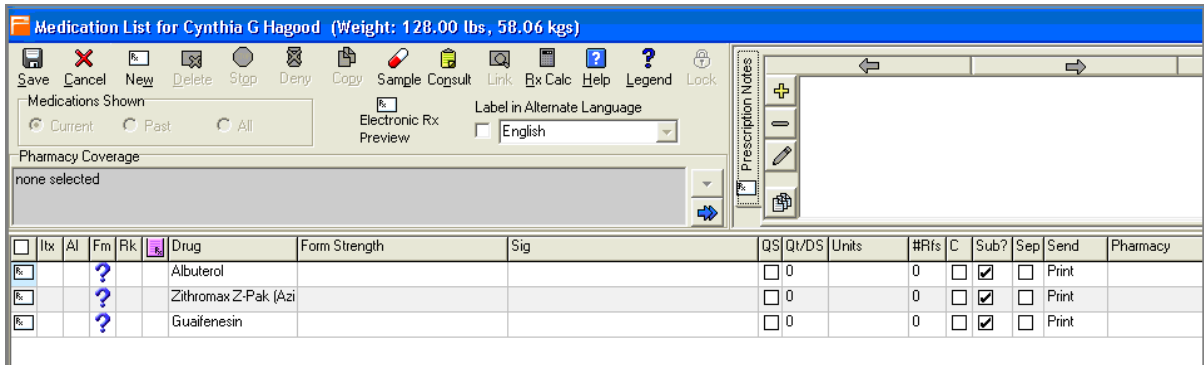 Medication List for Cynthia G Hagood (Weight: 128.00 lbs, 58.06 kgs)
Save Cancel New Delete Stop Deny Copy Sample Consult Link Rx Calc Help Legend Lock
Medications Shown
Current Past All
Electronic Rx
Preview
Label in Alternate Language
English
Pharmacy Coverage
none selected
Prescription Notes
Itx Al Fm Rk Drug Form Strength Sig QS Qt/DS Units #Rfs C Sub? Sep Send Pharmacy
Albuterol 0 0 Print
Zithromax Z-Pak (Azi 0 0 Print
Guaifenesin 0 0 Print